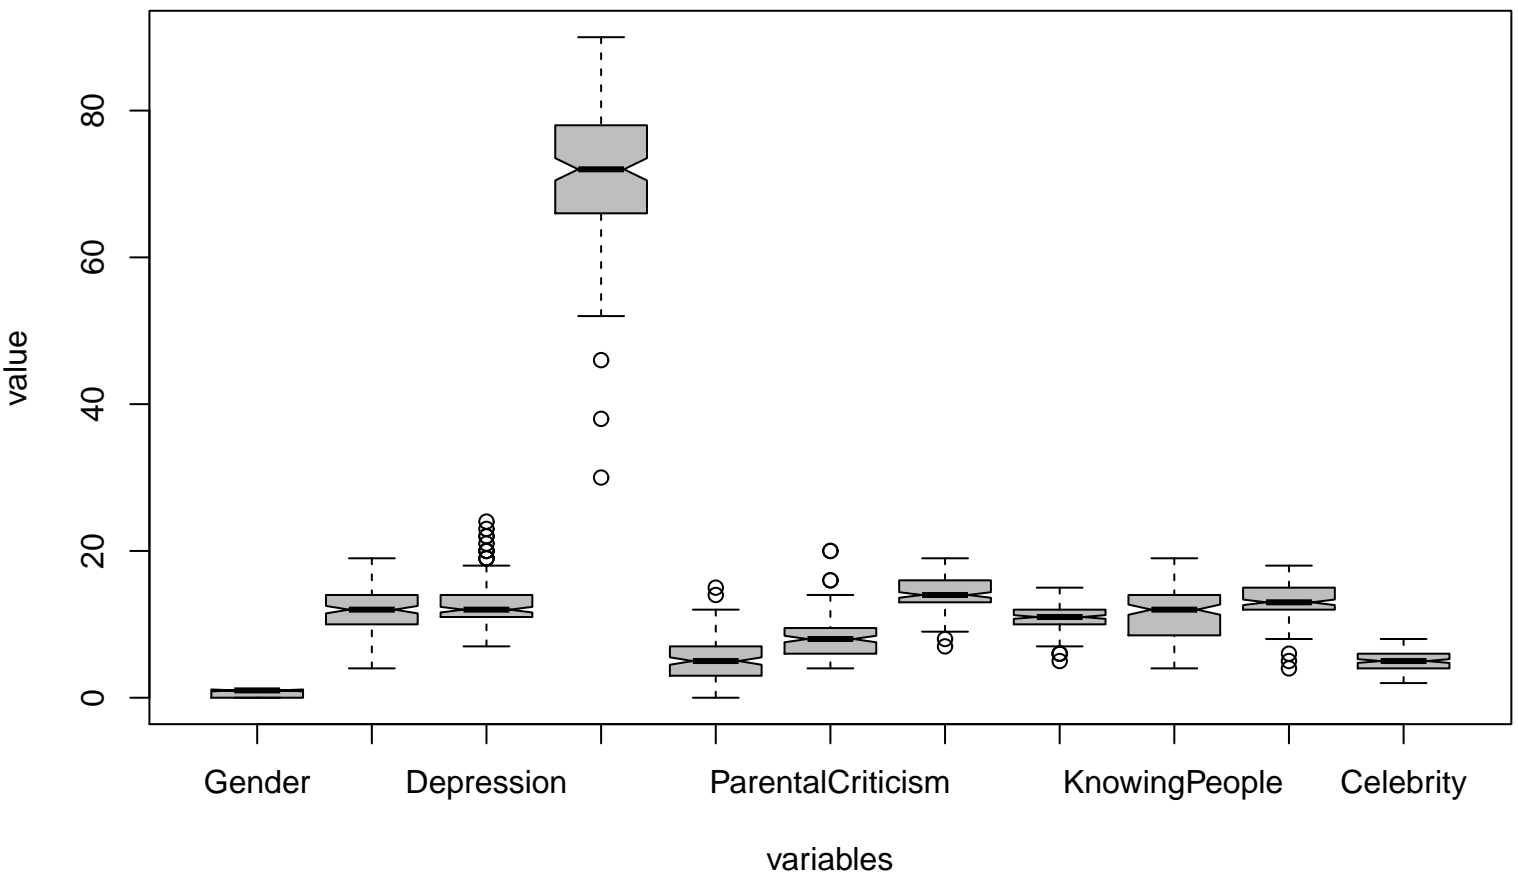 80
60
40
20
0
value
Gender Depression ParentalCriticism KnowingPeople Celebrity
variables